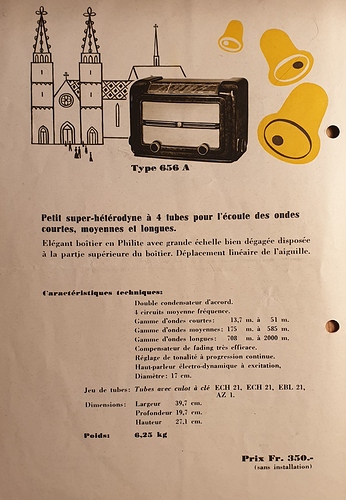 Type 656 A
Petit super-hétérodyne à 4 tubes pour l'écoute des ondes
courtes, moyennes et longues.
Elégant boîtier en Philite avec grande échelle bien dégagée disposée
à la partie supérieure du boîtier. Déplacement linéaire de l'aiguille.
Caractéristiques techniques:
Double condensateur d'accord.
4 circuits moyenne fréquence.
Gamme d'ondes courtes: 13,7 m. à 51 m.
Gamme d'ondes moyennes: 175 m. à 585 m.
Gamme d'ondes longues: 708 m. à 2000 m.
Compensateur de fading très efficace.
Réglage de tonalité à progression continue.
Haut-parleur électro-dynamique à excitation,
Diamètre: 17 cm.
Jeu de tubes: Tubes avec culot à clé ECH 21, ECH 21, EBL 21,
AZ 1.
Dimensions: Largeur 39,7 cm.
Profondeur 19,7 cm.
Hauteur 27,1 cm.
Poids: 6,25 kg
Prix Fr. 350.-
(sans installation)